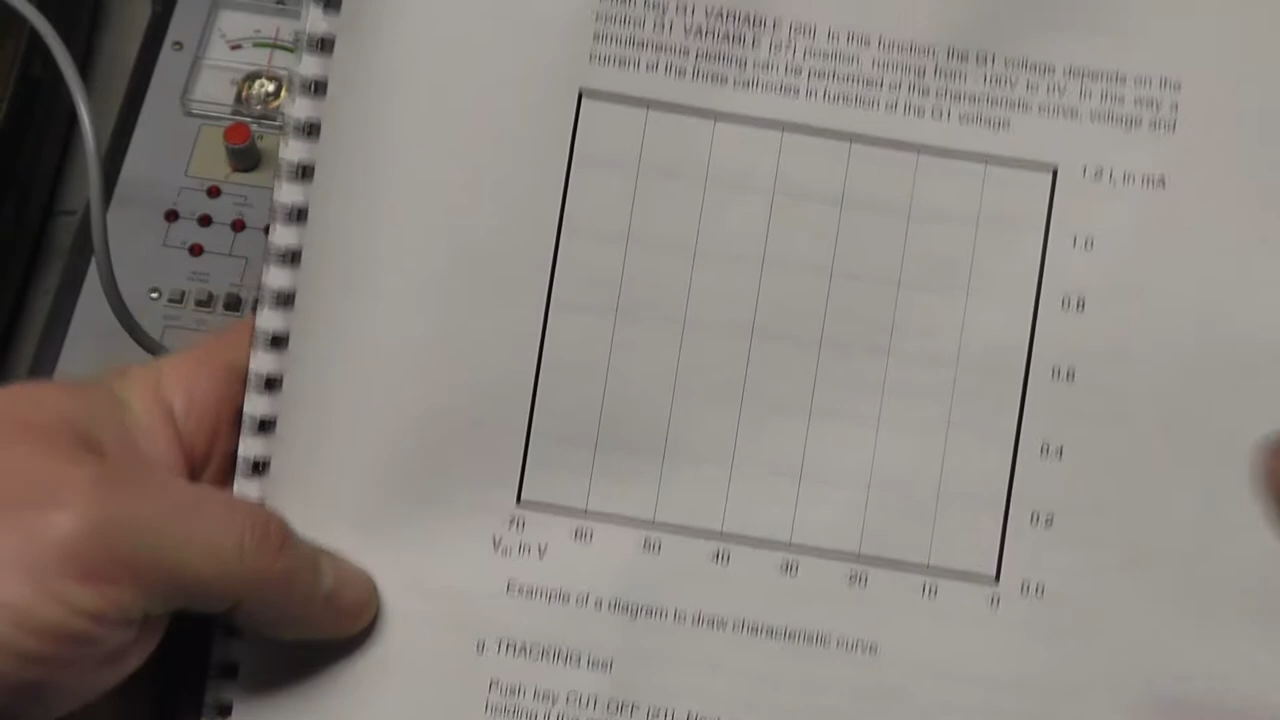 Push key G1 VARIABLE [20]. In this function, the G1 voltage depends on the
control G1 VARIABLE [27] position, running from -100V to 0V. In this way a
simultaneous plotting can be performed of the characteristic curve, voltage and
current of the three cathodes in function of the G1 voltage.
1.2 I, in mA
1.0
0.8
0.6
0.4
0.2
0.0
70 60 50 40 30 20 10 0
in V
Example of a diagram to draw characteristic curve.
g. TRACKING test
Push key CUT OFF [21].
holding it the